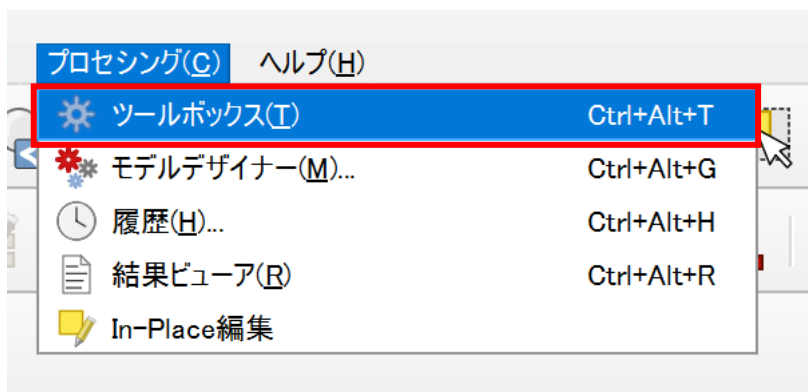 プロセシング(C) ヘルプ(H)
ツールボックス(T) Ctrl+Alt+T
モデルデザイナー(M)... Ctrl+Alt+G
履歴(H)... Ctrl+Alt+H
結果ビューア(R) Ctrl+Alt+R
In-Place編集